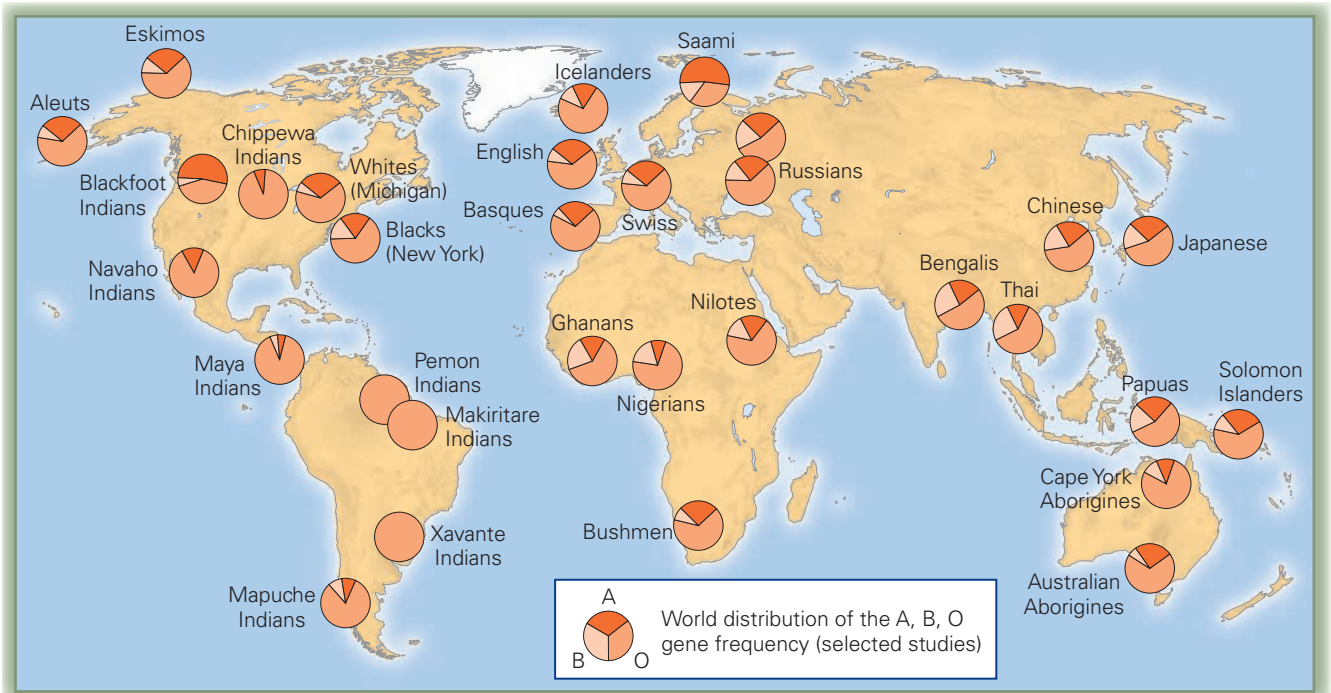 Eskimos
Saami
Icelanders
Aleuts
Chippewa
Indians
English
Whites
(Michigan)
Russians
Blackfoot
Indians
Basques
Swiss
Chinese
Blacks
(New York)
Japanese
Navaho
Indians
Bengalis
Thai
Nilotes
Ghanans
Maya
Indians
Pemon
Indians
Nigerians
Papuas
Solomon
Islanders
Makiritare
Indians
Cape York
Aborigines
Bushmen
Xavante
Indians
Australian
Aborigines
Mapuche
Indians
A
B
O
World distribution of the A, B, O
gene frequency (selected studies)